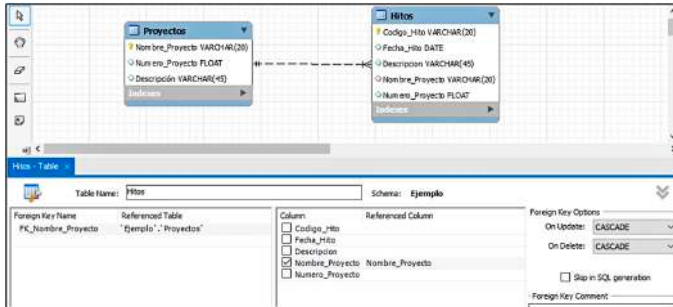 Proyectos
Nombre_Proyecto VARCHAR(20)
Numero_Proyecto FLOAT
Descripción VARCHAR(45)
Indexes
Hitos
Codigo_Hito VARCHAR(20)
Fecha_Hito DATE
Descripcion VARCHAR(45)
Nombre_Proyecto VARCHAR(20)
Numero_Proyecto FLOAT
Indexes
Hitos - Table
Table Name: Hitos Schema: Ejemplo
Foreign Key Name Referenced Table
FK_Nombre_Proyecto `Ejemplo`.`Proyectos`
Column Referenced Column
Codigo_Hito
Fecha_Hito
Descripcion
Nombre_Proyecto Nombre_Proyecto
Numero_Proyecto
Foreign Key Options
On Update: CASCADE
On Delete: CASCADE
Skip in SQL generation
Foreign Key Comment